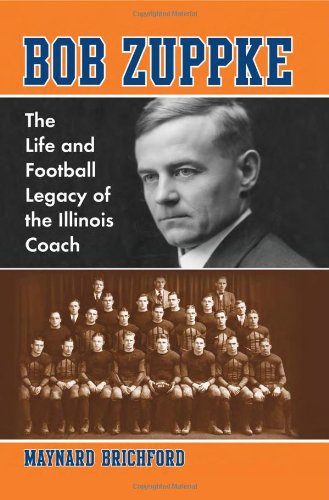 BOB ZUPPKE
The
Life and
Football
Legacy of
the Illinois
Coach
MAYNARD BRICHFORD